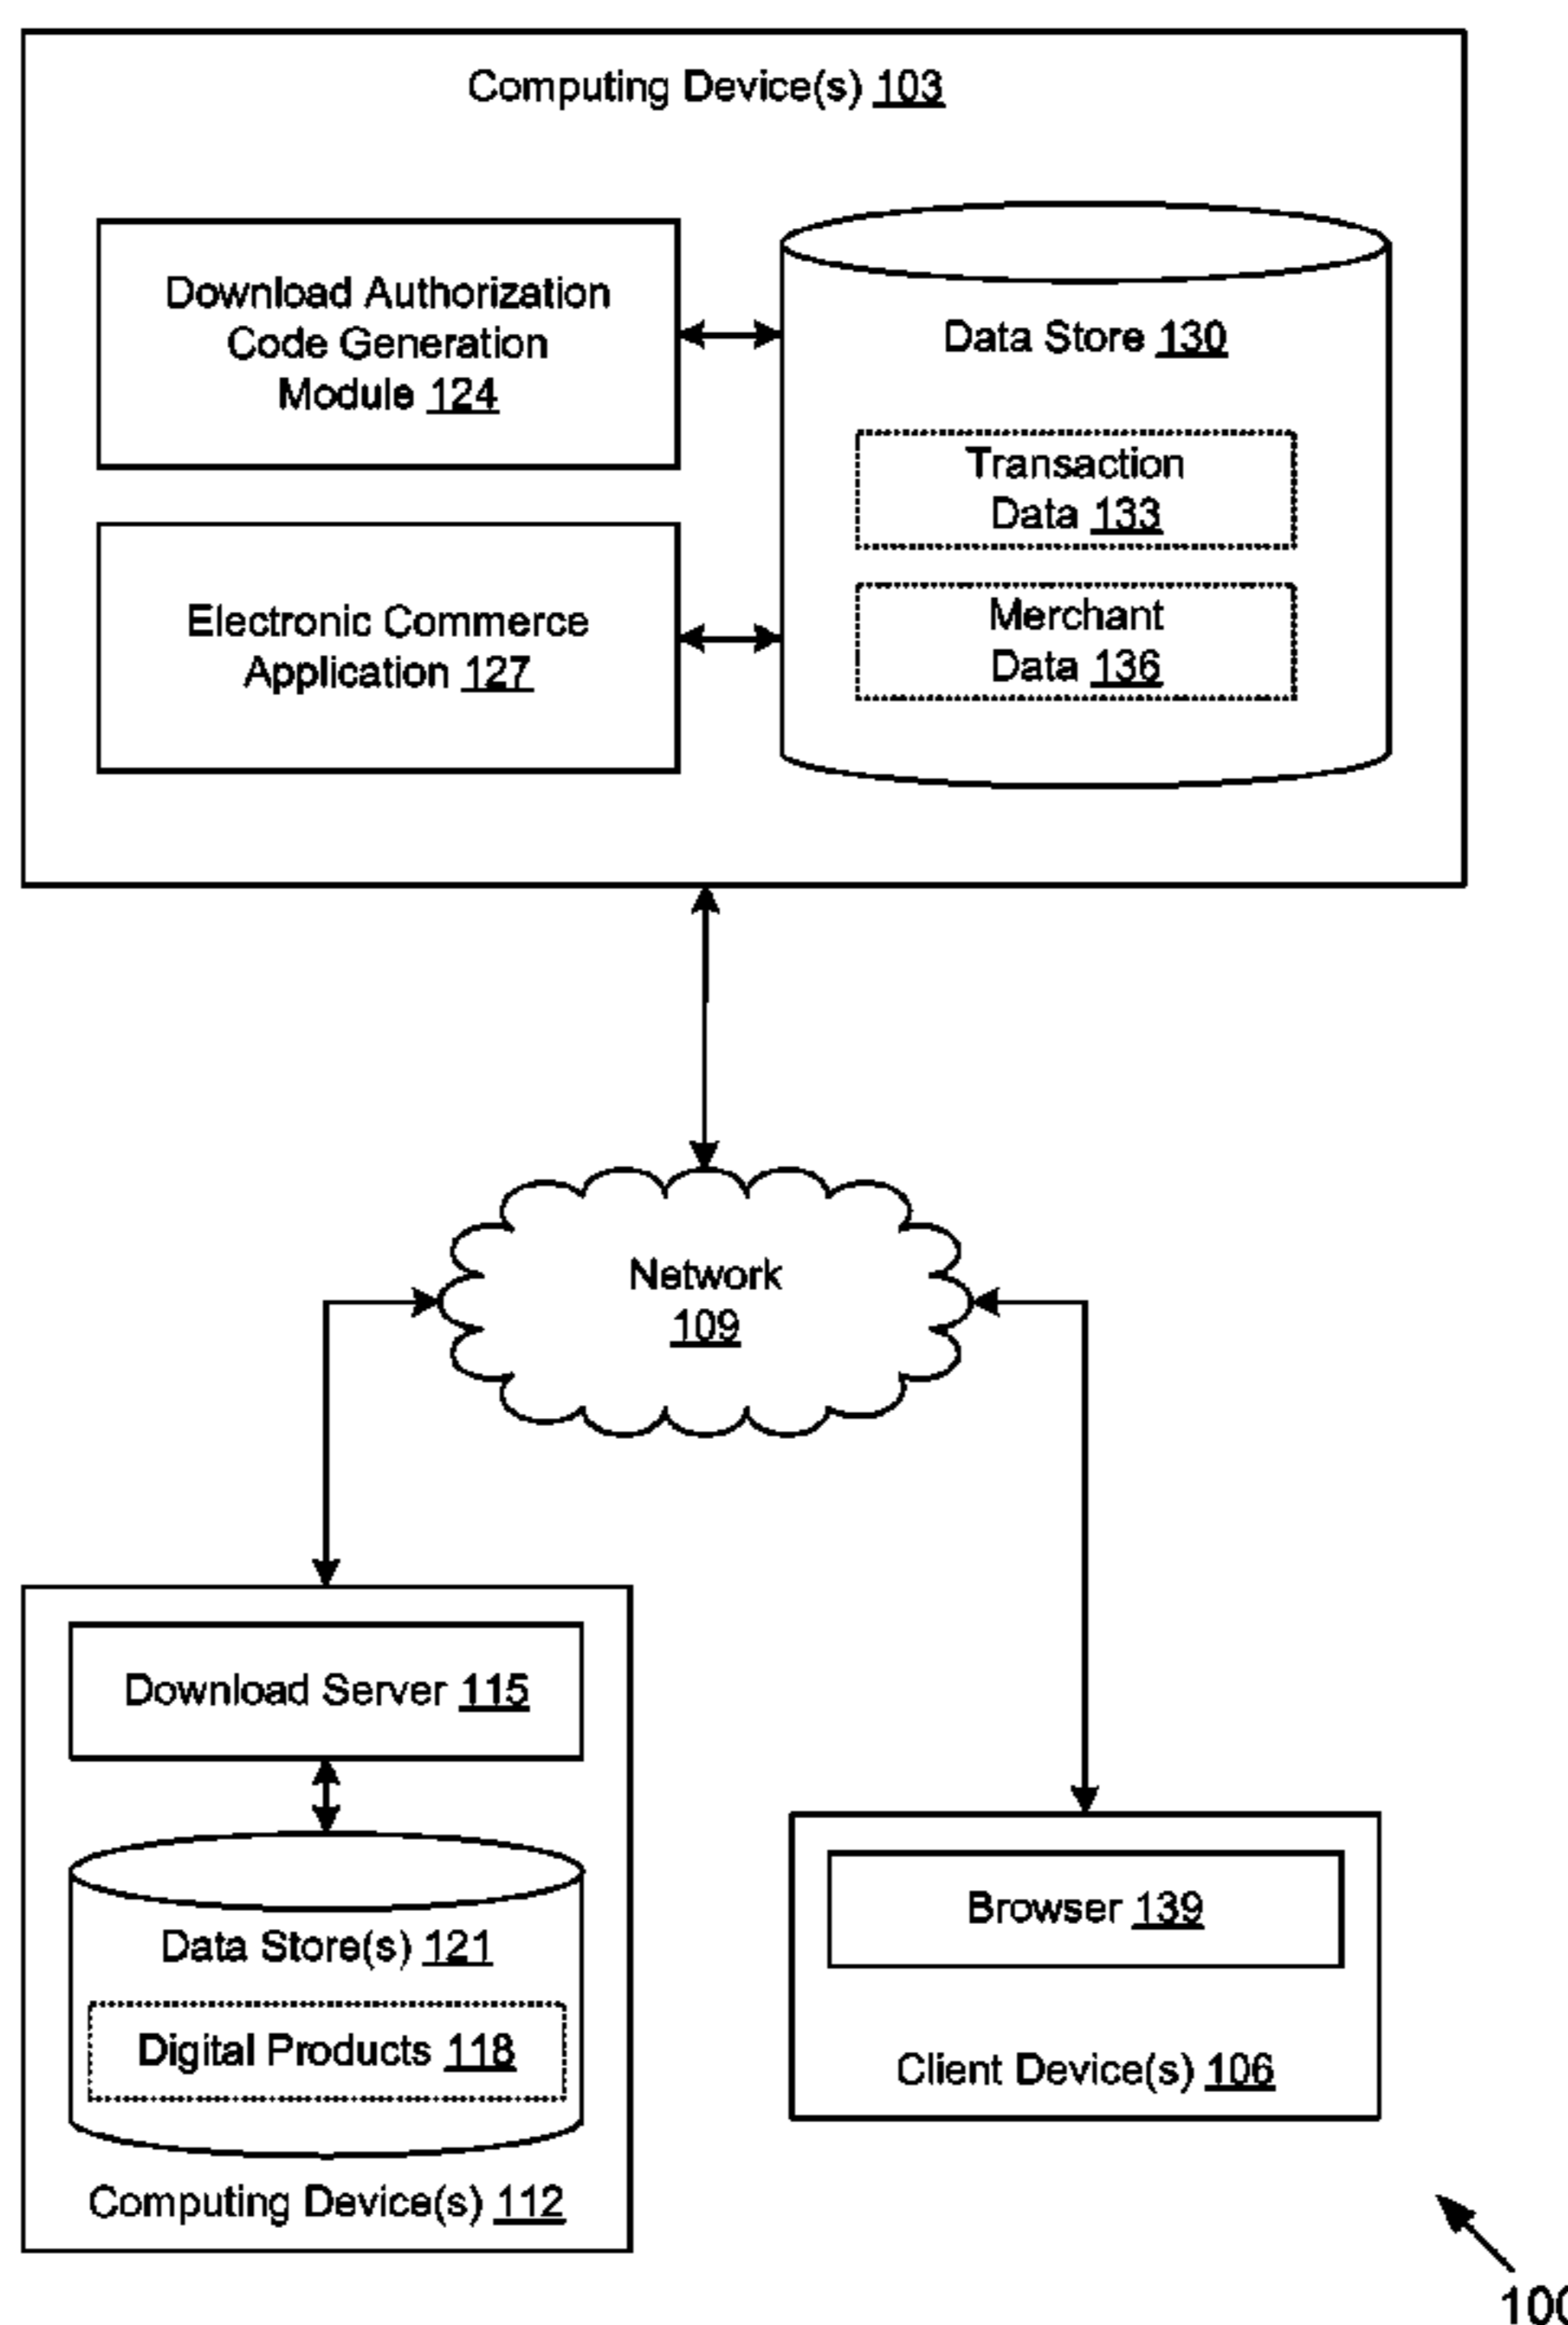 Computing Device(s) 103
Download Authorization
Code Generation
Module 124
Data Store 130
Transaction
Data 133
Merchant
Data 136
Electronic Commerce
Application 127
Network
109
Download Server 115
Data Store(s) 121
Digital Products 118
Computing Device(s) 112
Browser 139
Client Device(s) 106
100